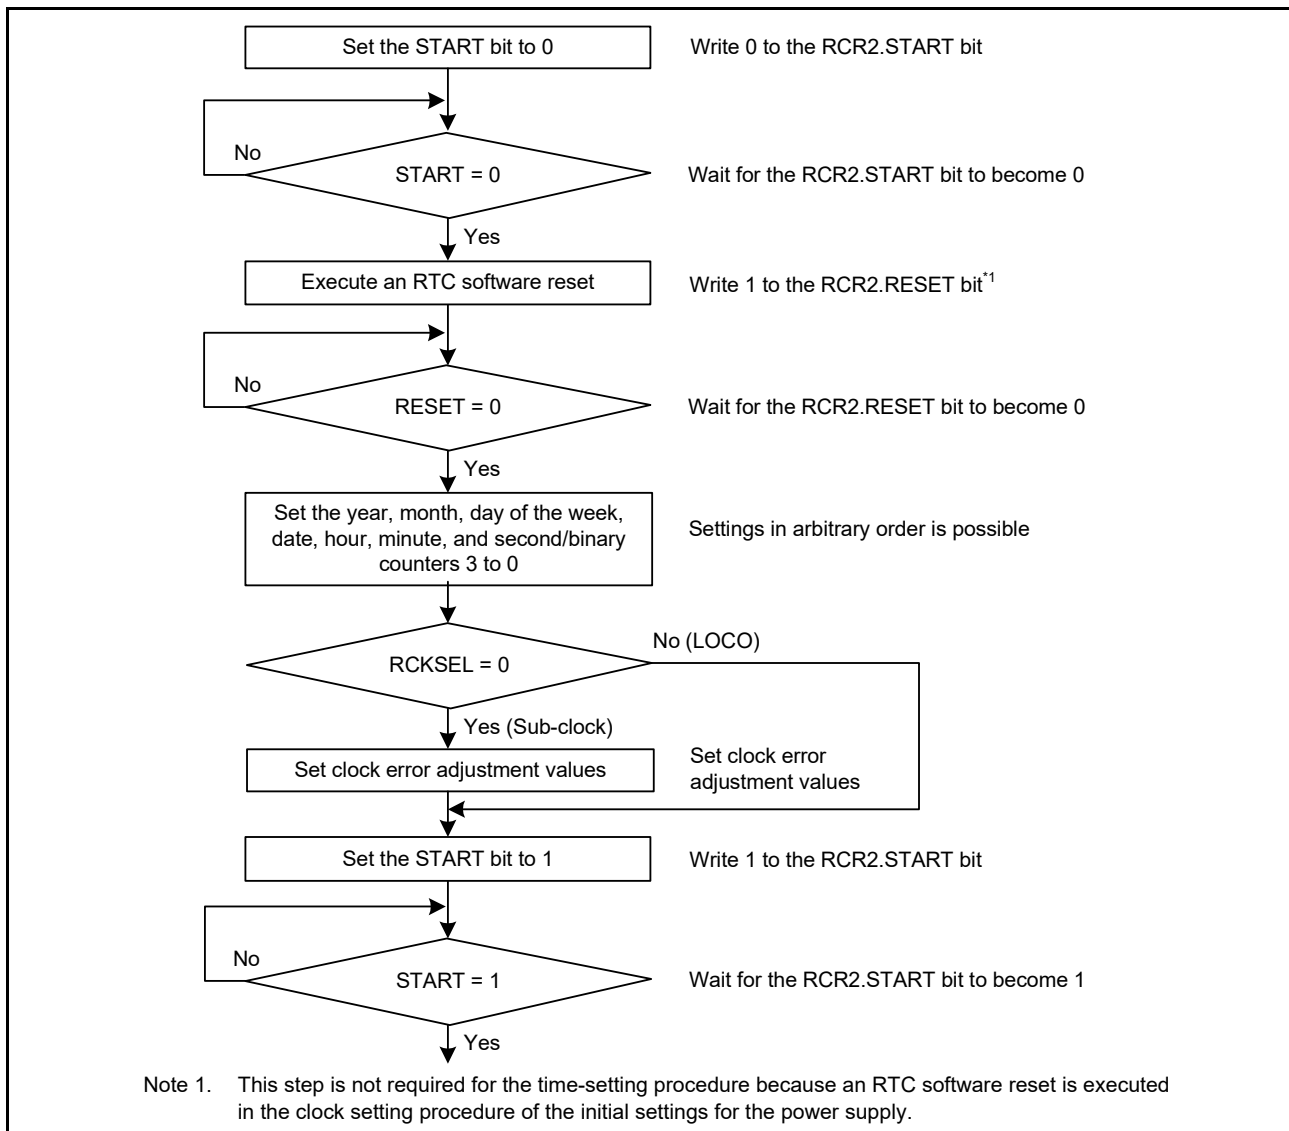 Set the START bit to 0
Write 0 to the RCR2.START bit
No
START = 0
Wait for the RCR2.START bit to become 0
Yes
Execute an RTC software reset
Write 1 to the RCR2.RESET bit*1
No
RESET = 0
Wait for the RCR2.RESET bit to become 0
Yes
Set the year, month, day of the week,
date, hour, minute, and second/binary
counters 3 to 0
Settings in arbitrary order is possible
No (LOCO)
RCKSEL = 0
Yes (Sub-clock)
Set clock error adjustment values
Set clock error
adjustment values
Set the START bit to 1
Write 1 to the RCR2.START bit
No
START = 1
Wait for the RCR2.START bit to become 1
Yes
Note 1. This step is not required for the time-setting procedure because an RTC software reset is executed
in the clock setting procedure of the initial settings for the power supply.